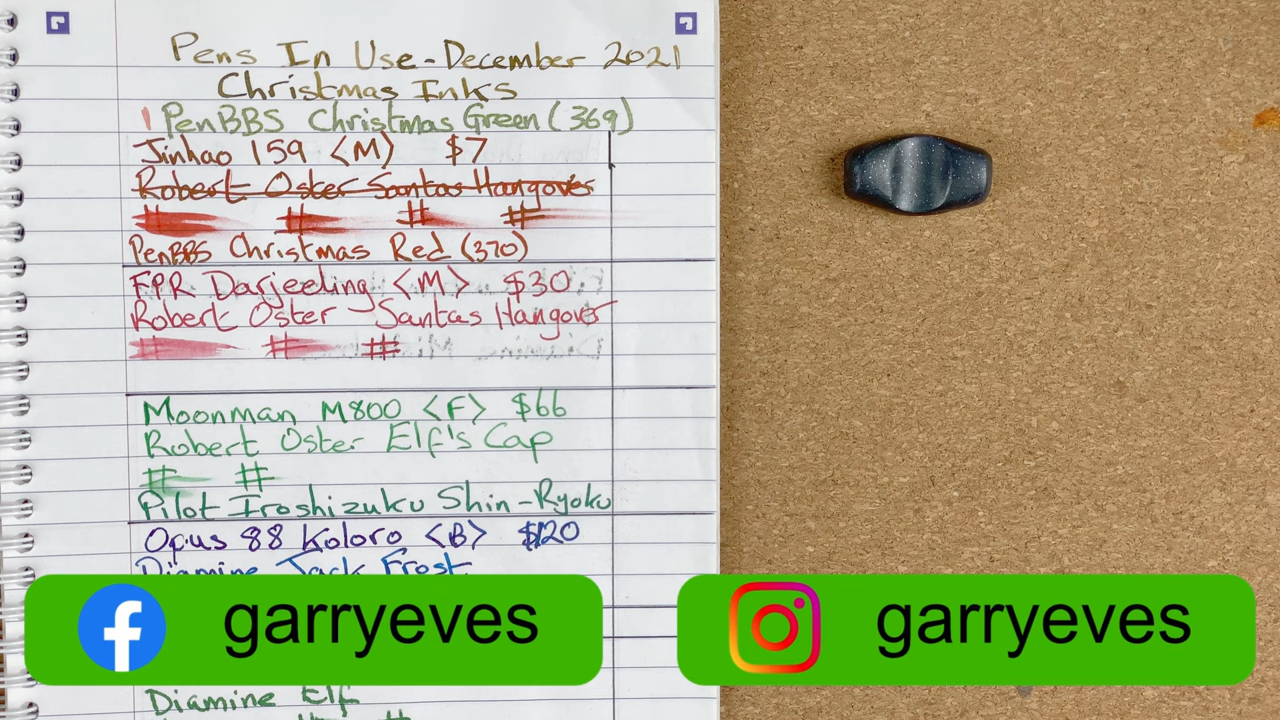 Pens In Use - December 2021
Christmas Inks
PenBBS Christmas Green (369)
Jinhao 159 <M> $7
Robert Oster Santas Hangover
# # # #
PenBBS Christmas Red (370)
FPR Darjeeling <M> $30
Robert Oster - Santas Hangover
# # #
Moonman M800 <F> $66
Robert Oster Elf's Cap
# #
Pilot Iroshizuku Shin-Ryoku
Opus 88 Koloro <B> $120
Diamine Jack Frost
garryeves
garryeves
Diamine Elf